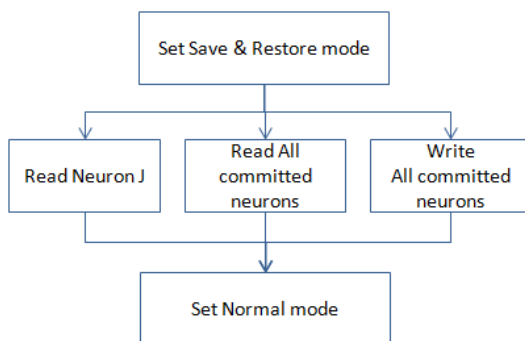 Set Save & Restore mode
Read Neuron J
Read All
committed
neurons
Write
All committed
neurons
Set Normal mode